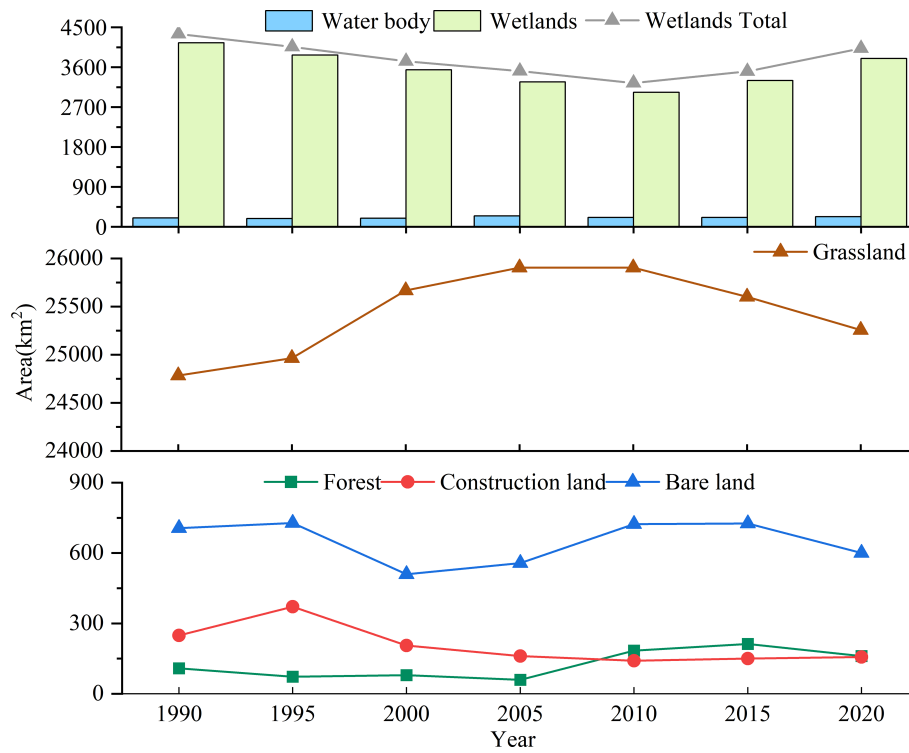 Water body Wetlands Wetlands Total
4500
3600
2700
1800
900
0
Grassland
26000
25500
25000
24500
24000
Area(km²)
Forest Construction land Bare land
900
600
300
0
1990 1995 2000 2005 2010 2015 2020
Year